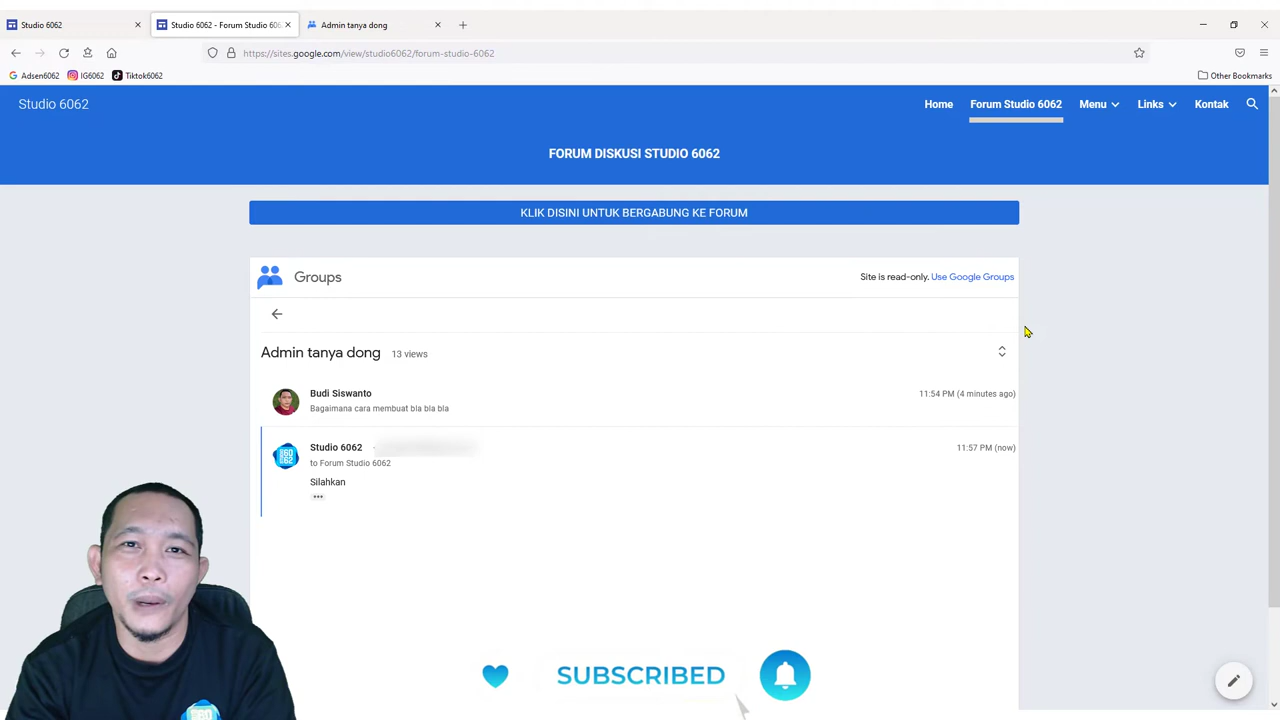 Studio 6062
Studio 6062 - Forum Studio 606
Admin tanya dong
https://sites.google.com/view/studio6062/forum-studio-6062
Adsen6062
IG6062
Tiktok6062
Other Bookmarks
Studio 6062
Home
Forum Studio 6062
Menu
Links
Kontak
FORUM DISKUSI STUDIO 6062
KLIK DISINI UNTUK BERGABUNG KE FORUM
Groups
Site is read-only. Use Google Groups
Admin tanya dong 13 views
Budi Siswanto 11:54 PM (4 minutes ago)
Bagaimana cara membuat bla bla bla
Studio 6062 11:57 PM (now)
to Forum Studio 6062
Silahkan
SUBSCRIBED